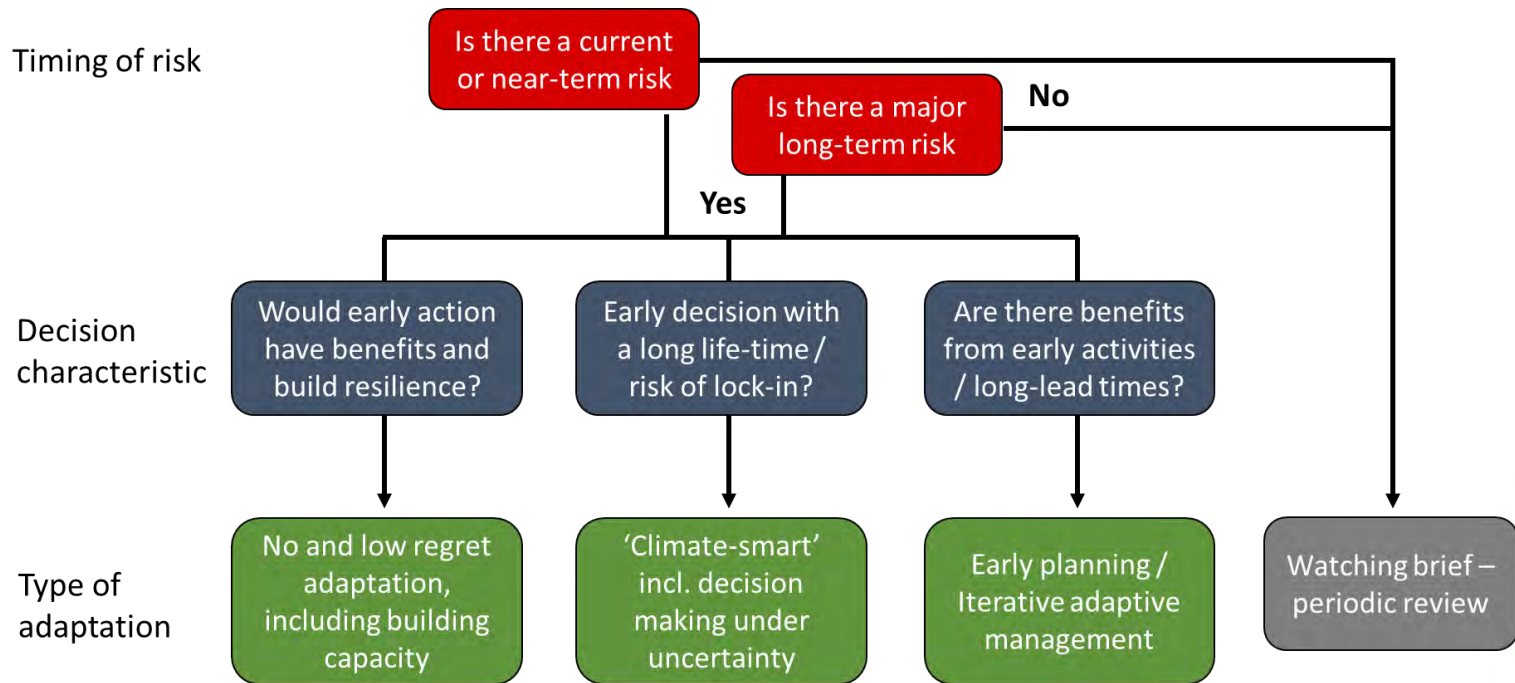 Timing of risk
Is there a current
or near-term risk
Is there a major
long-term risk
No
Yes
Decision
characteristic
Would early action
have benefits and
build resilience?
Early decision with
a long life-time /
risk of lock-in?
Are there benefits
from early activities
/ long-lead times?
Type of
adaptation
No and low regret
adaptation,
including building
capacity
‘Climate-smart’
incl. decision
making under
uncertainty
Early planning /
Iterative adaptive
management
Watching brief –
periodic review